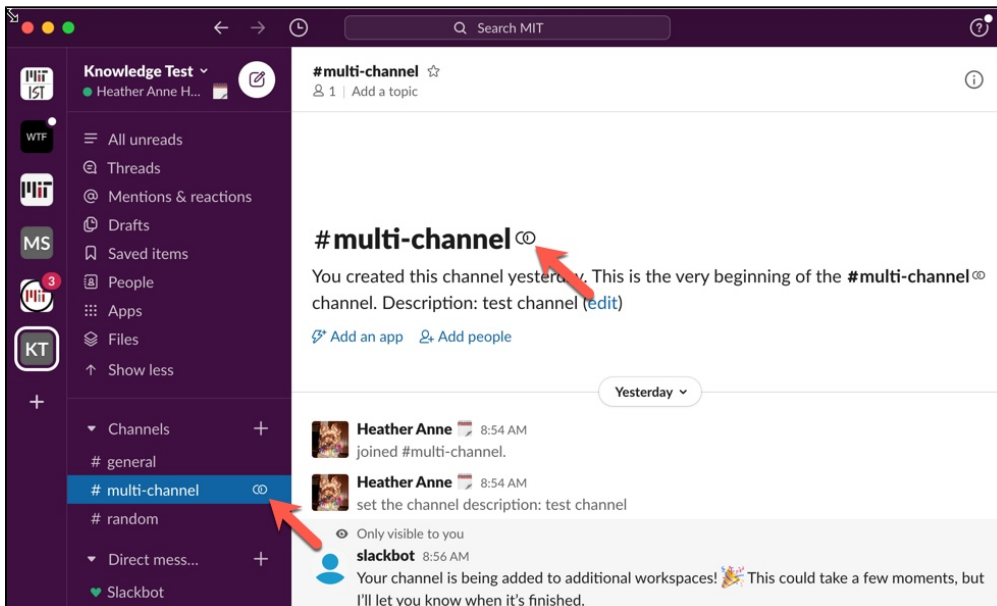 Search MIT
MIT
IST
WTF
MIT
MS
3
MIT
KT
Knowledge Test
Heather Anne H...
All unreads
Threads
Mentions & reactions
Drafts
Saved items
People
Apps
Files
Show less
Channels
# general
# multi-channel
# random
Direct mess...
Slackbot
#multi-channel
1 | Add a topic
#multi-channel
You created this channel yesterday. This is the very beginning of the #multi-channel
channel. Description: test channel (edit)
Add an app Add people
Yesterday
Heather Anne 8:54 AM
joined #multi-channel.
Heather Anne 8:54 AM
set the channel description: test channel
Only visible to you
slackbot 8:56 AM
Your channel is being added to additional workspaces! 🎉 This could take a few moments, but
I'll let you know when it's finished.